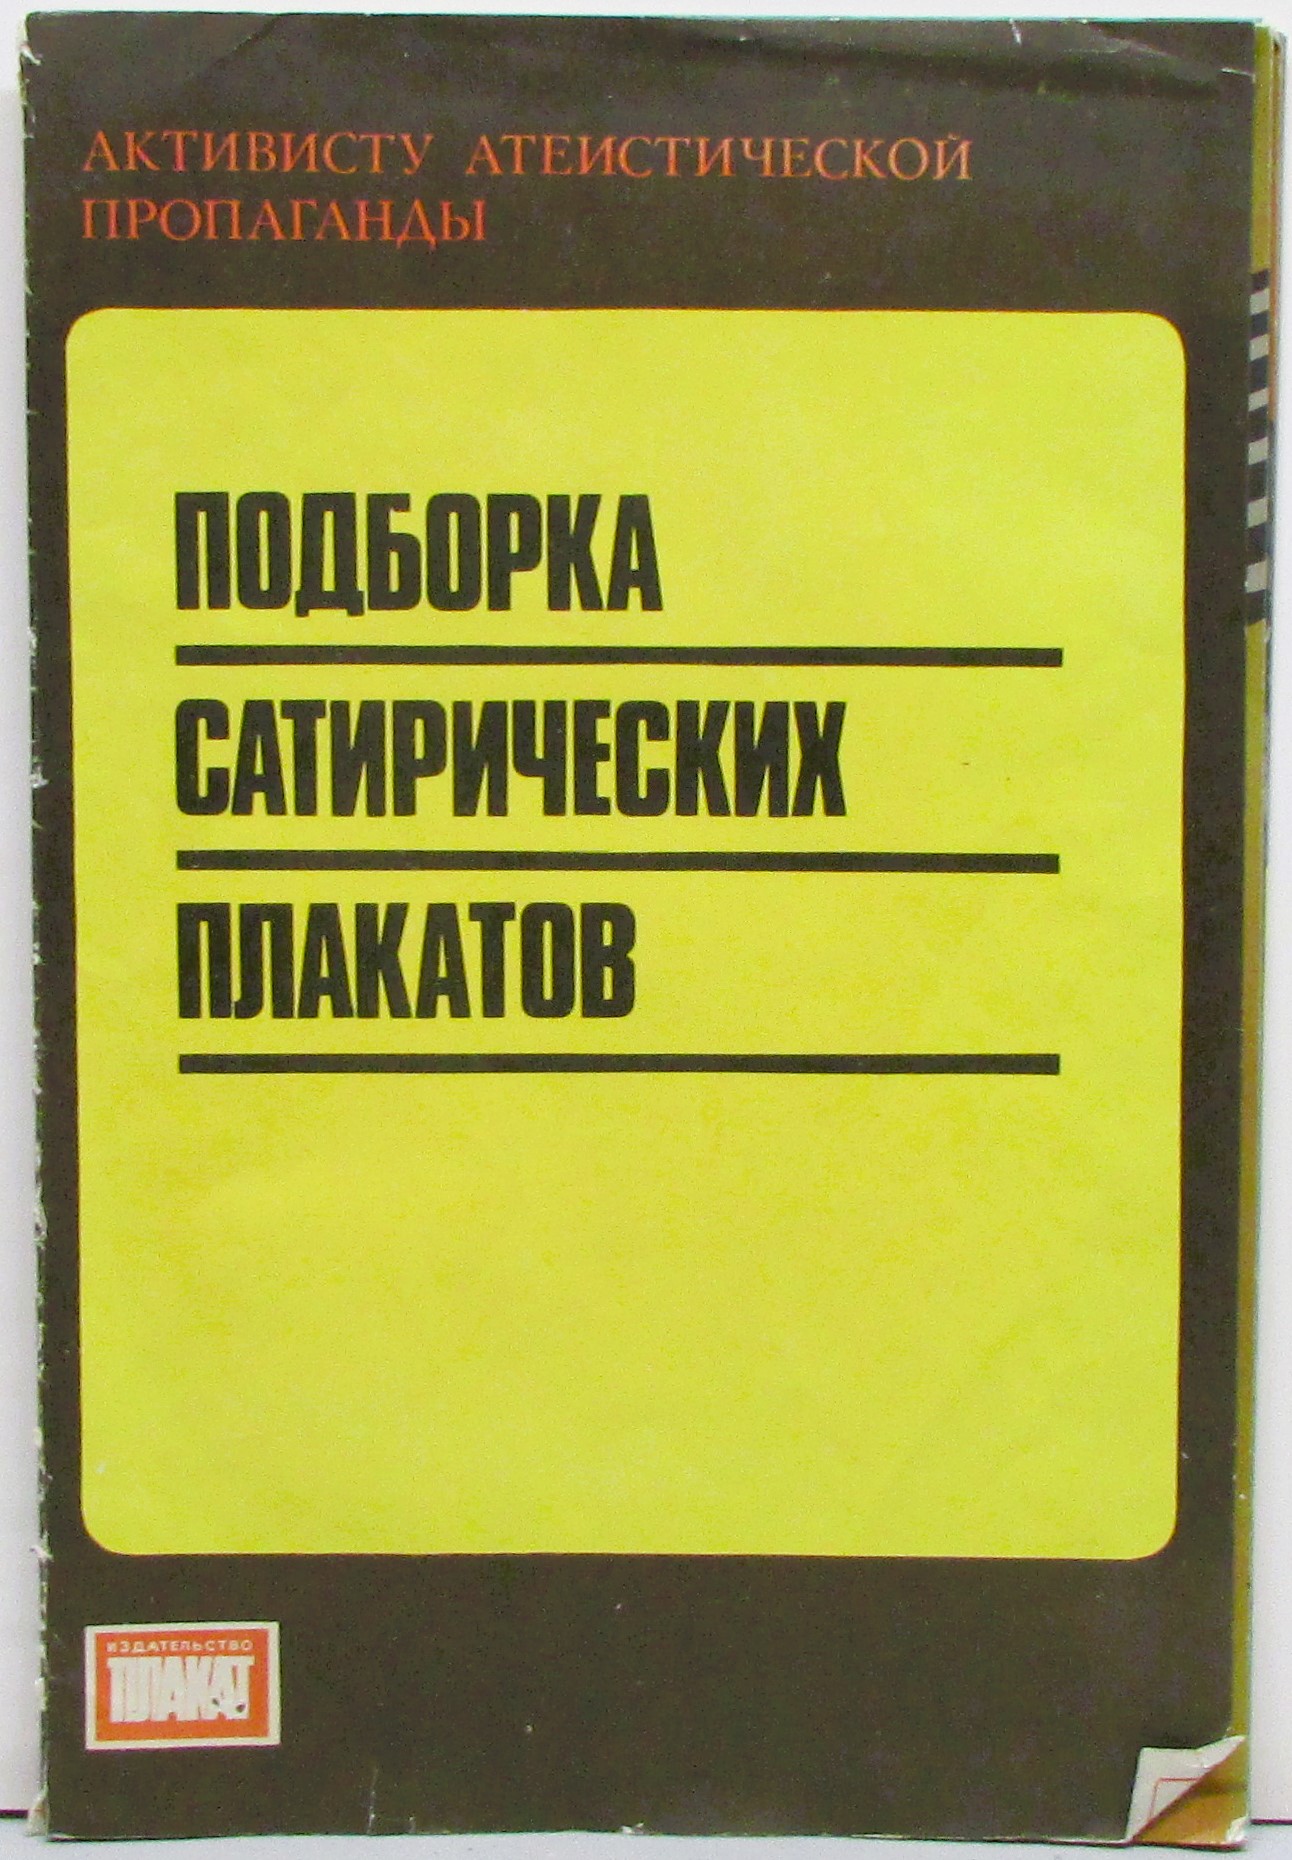 АКТИВИСТУ АТЕИСТИЧЕСКОЙ
ПРОПАГАНДЫ
ПОДБОРКА
САТИРИЧЕСКИХ
ПЛАКАТОВ
ИЗДАТЕЛЬСТВО
ПЛАКАТ